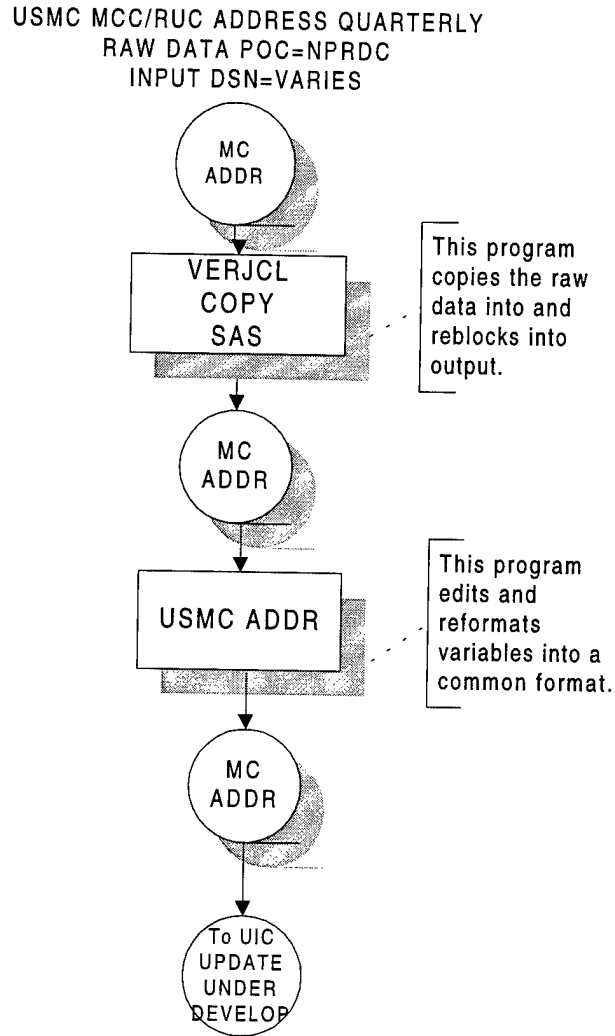 USMC MCC/RUC ADDRESS QUARTERLY
RAW DATA POC=NPRDC
INPUT DSN=VARIES
MC
ADDR
VERJCL
COPY
SAS
This program
copies the raw
data into and
reblocks into
output.
MC
ADDR
USMC ADDR
This program
edits and
reformats
variables into a
common format.
MC
ADDR
To UIC
UPDATE
UNDER
DEVELOP